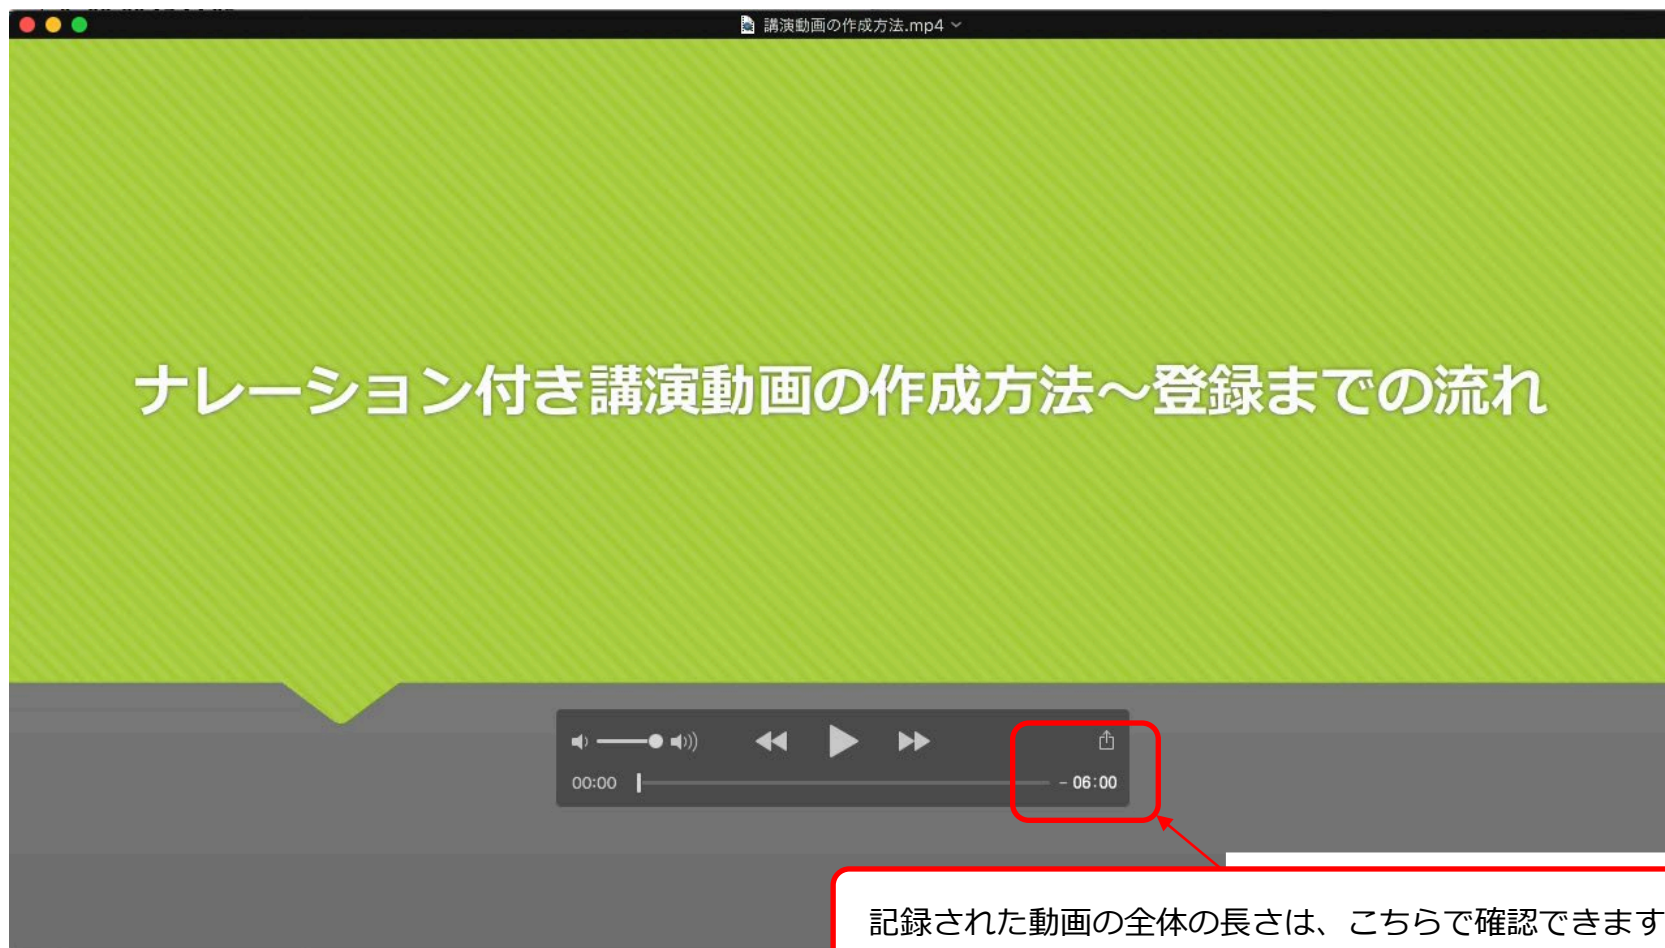 講演動画の作成方法.mp4
ナレーション付き講演動画の作成方法～登録までの流れ
00:00
- 06:00
記録された動画の全体の長さは、こちらで確認できます